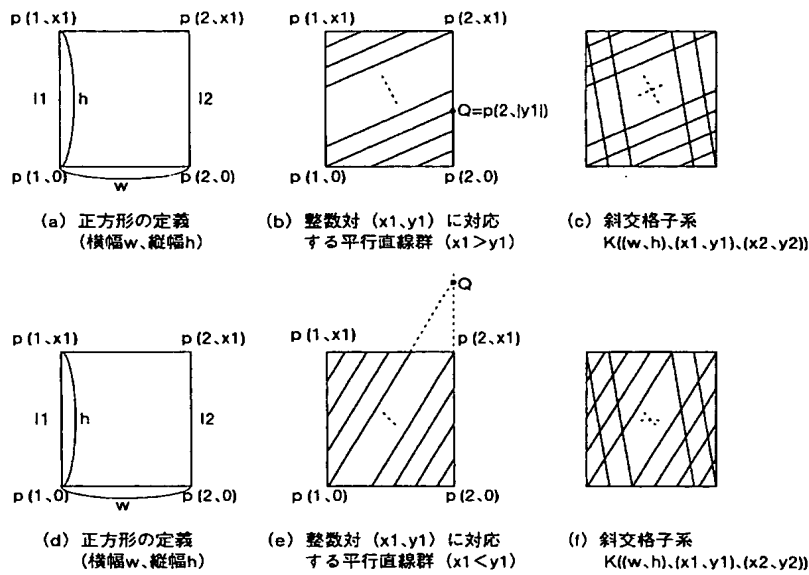 p(1、x1) p(2、x1) p(1、x1) p(2、x1)
l1 h l2
Q=p(2、|y1|)
p(1、0) w p(2、0) p(1、0) p(2、0)
(a) 正方形の定義
(横幅w、縦幅h)
(b) 整数対 (x1、y1) に対応
する平行直線群 (x1>y1)
(c) 斜交格子系
K((w、h)、(x1、y1)、(x2、y2))
Q
p(1、x1) p(2、x1) p(1、x1) p(2、x1)
l1 h l2
p(1、0) w p(2、0) p(1、0) p(2、0)
(d) 正方形の定義
(横幅w、縦幅h)
(e) 整数対 (x1、y1) に対応
する平行直線群 (x1<y1)
(f) 斜交格子系
K((w、h)、(x1、y1)、(x2、y2))